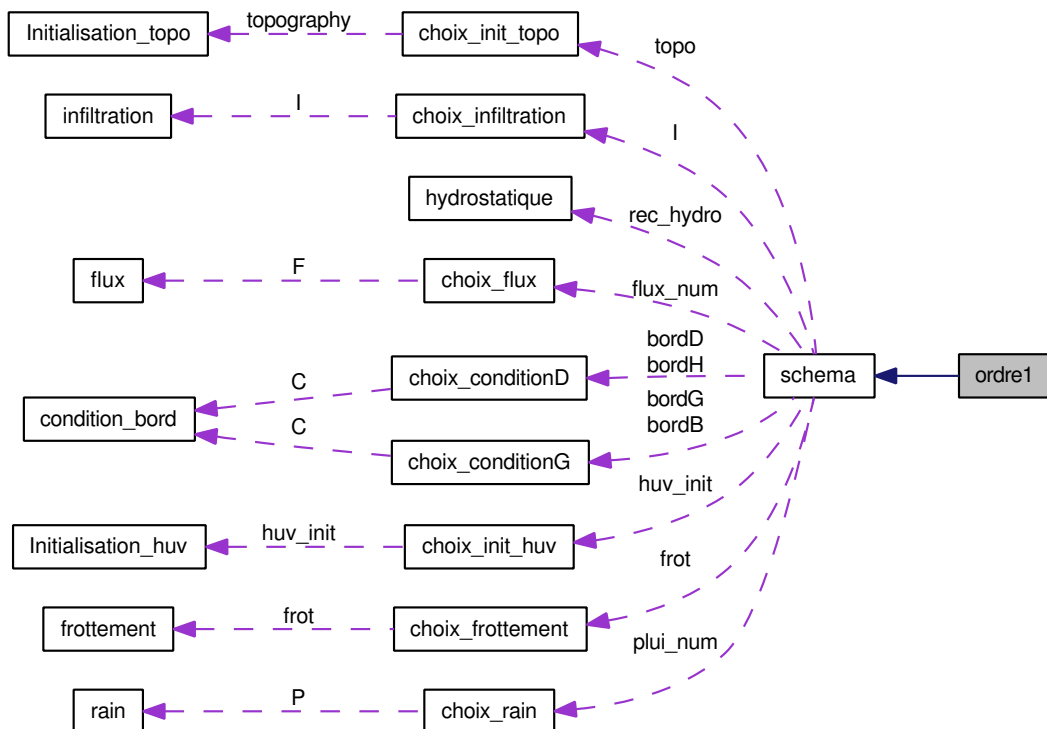 Initialisation_topo
topography
choix_init_topo
topo
infiltration
I
choix_infiltration
I
hydrostatique
rec_hydro
flux
F
choix_flux
flux_num
bordD
bordH
choix_conditionD
C
condition_bord
C
choix_conditionG
bordG
bordB
schema
ordre1
Initialisation_huv
huv_init
choix_init_huv
huv_init
frottement
frot
choix_frottement
frot
rain
P
choix_rain
plui_num